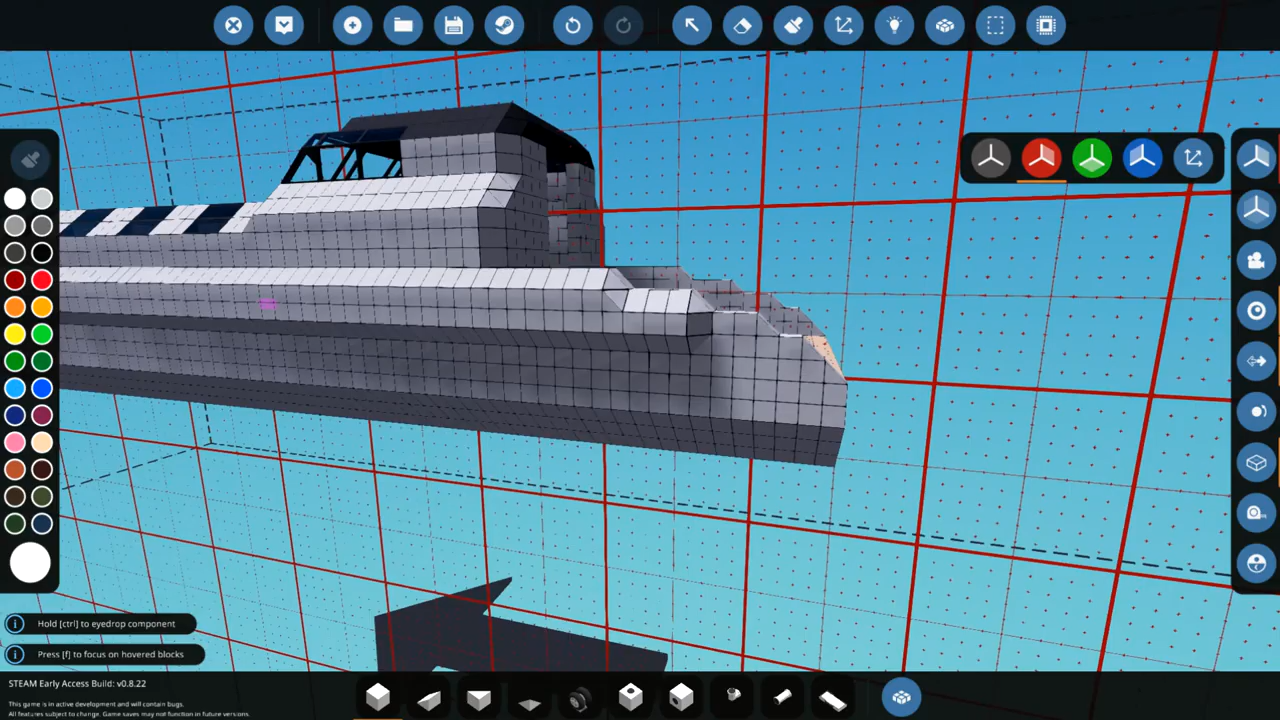 Hold [ctrl] to eyedrop component
Press [f] to focus on hovered blocks
STEAM Early Access Build: v0.8.22
This game is in active development and will contain bugs.
All features subject to change. Game saves may not function in future versions.